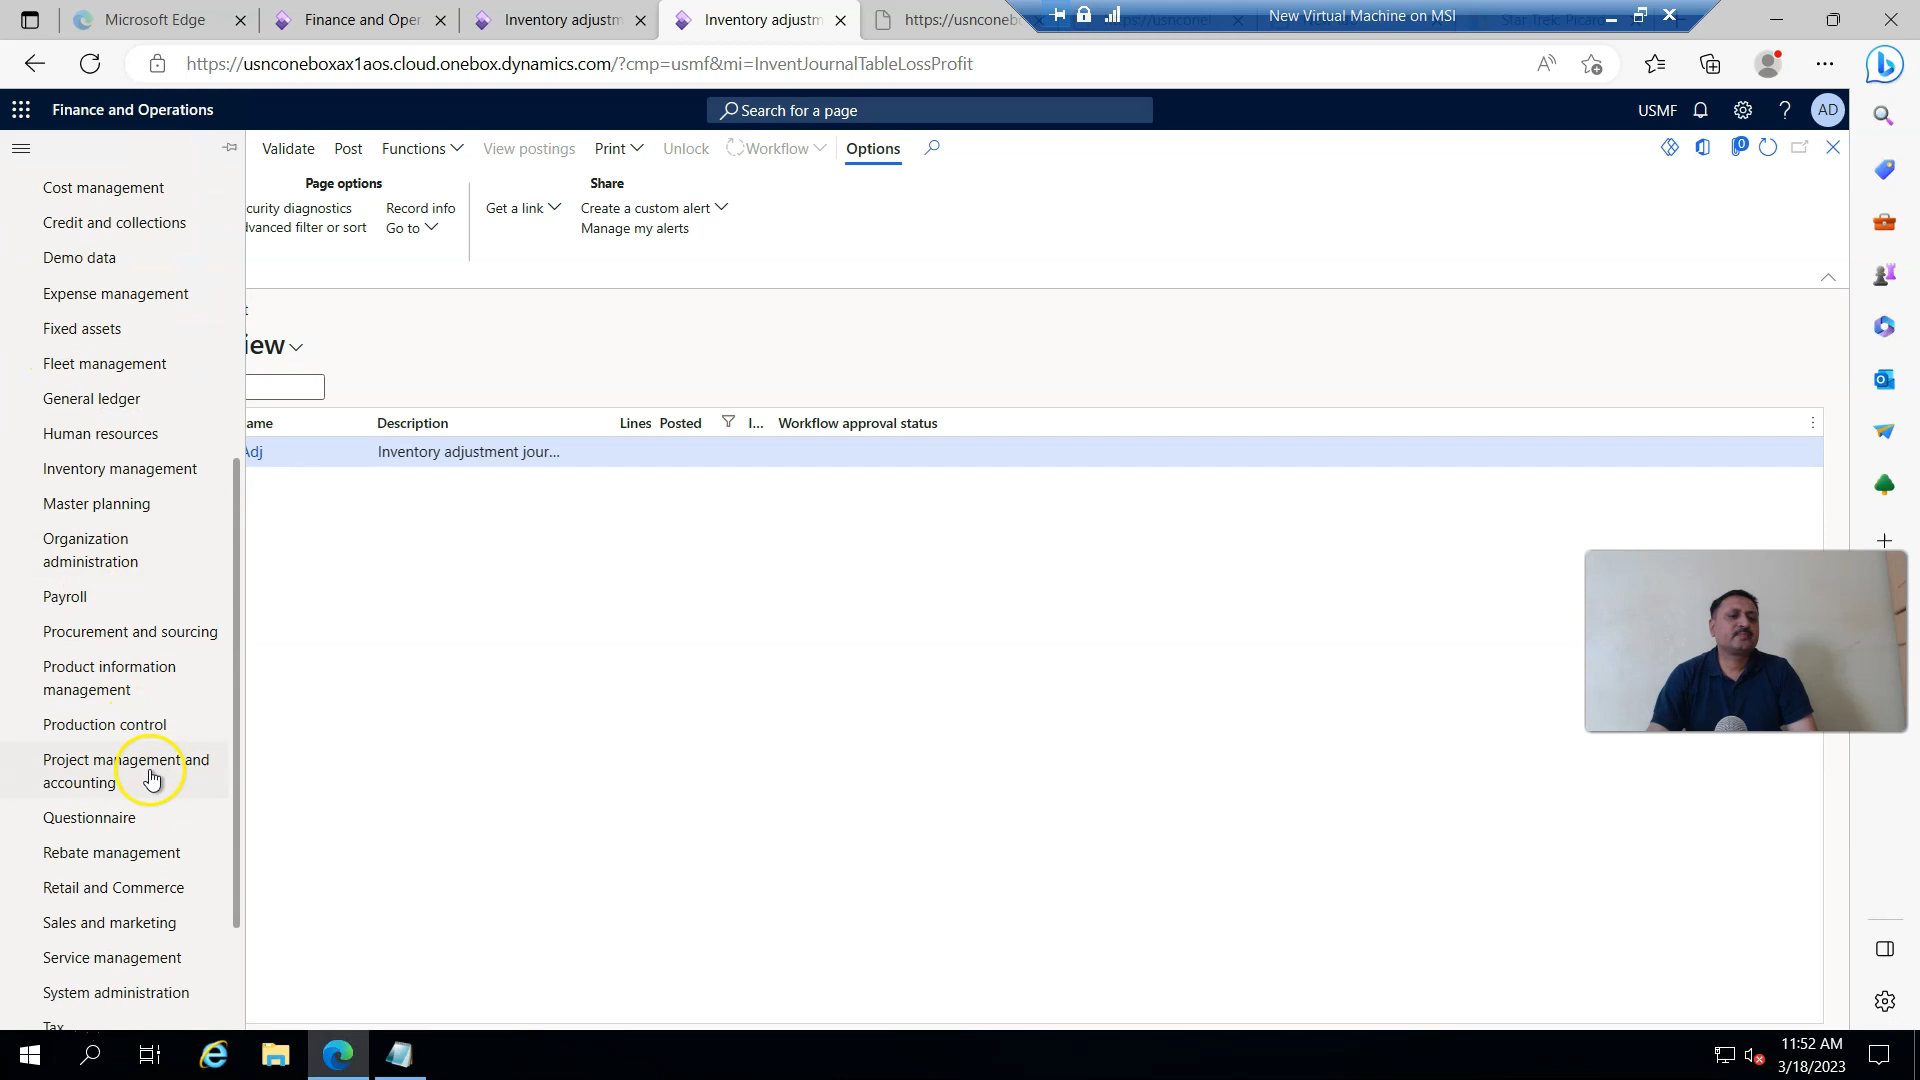 Microsoft Edge
Finance and Oper
Inventory adjustm
Inventory adjustm
https://usnconeb
New Virtual Machine on MSI
Star Trek: Picar
https://usnconeboxax1aos.cloud.onebox.dynamics.com/?cmp=usmf&mi=InventJournalTableLossProfit
Finance and Operations
Search for a page
USMF
AD
Validate
Post
Functions
View postings
Print
Unlock
Workflow
Options
0
Page options
Share
curity diagnostics
Record info
Get a link
Create a custom alert
vanced filter or sort
Go to
Manage my alerts
Cost management
Credit and collections
Demo data
Expense management
Fixed assets
Fleet management
General ledger
Human resources
Inventory management
Master planning
Organization
administration
Payroll
Procurement and sourcing
Product information
management
Production control
Project management and
accounting
Questionnaire
Rebate management
Retail and Commerce
Sales and marketing
Service management
System administration
Tax
t
iew
ame
Description
Lines
Posted
I...
Workflow approval status
Adj
Inventory adjustment jour...
11:52 AM
3/18/2023